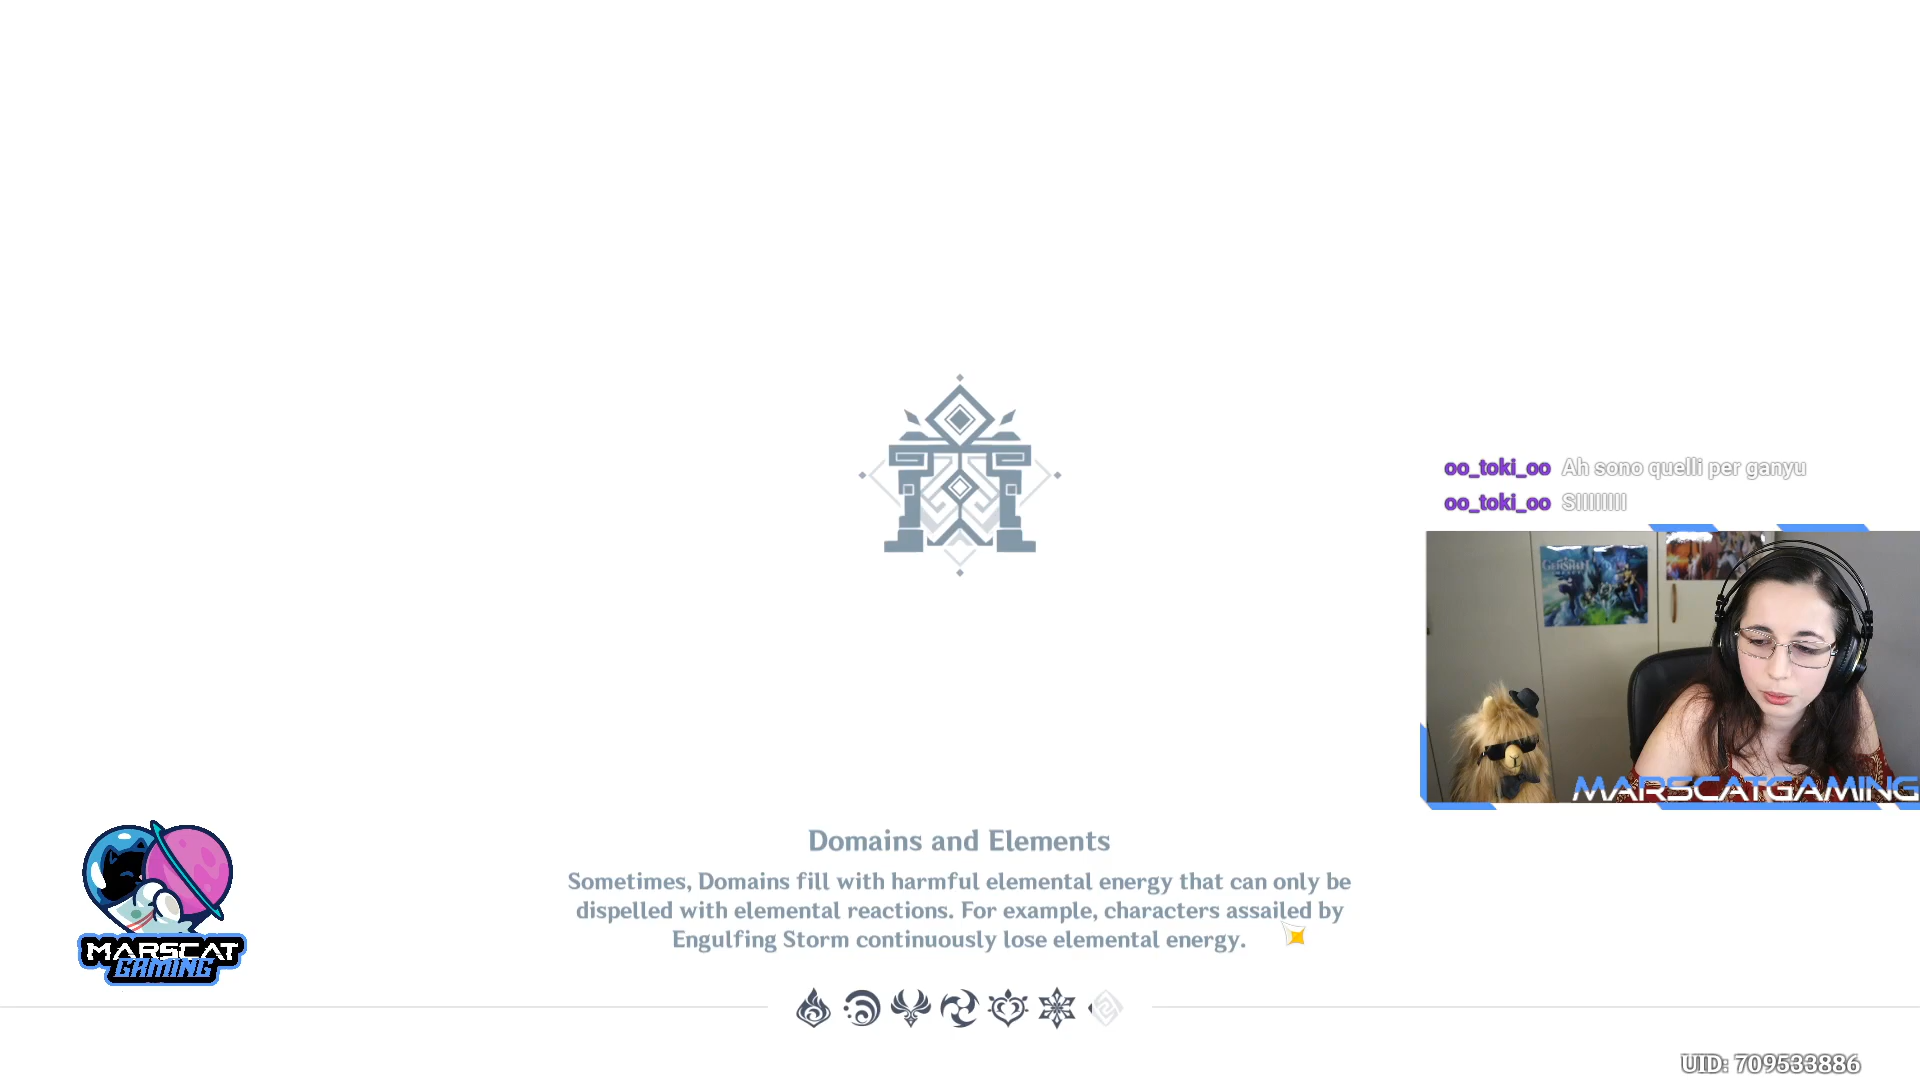 oo_toki_oo Ah sono quelli per ganyu
oo_toki_oo SIIIIIIII
GENSHIN
MARSCATGAMING
MARSCAT
GAMING
Domains and Elements
Sometimes, Domains fill with harmful elemental energy that can only be
dispelled with elemental reactions. For example, characters assailed by
Engulfing Storm continuously lose elemental energy.
UID: 709533886